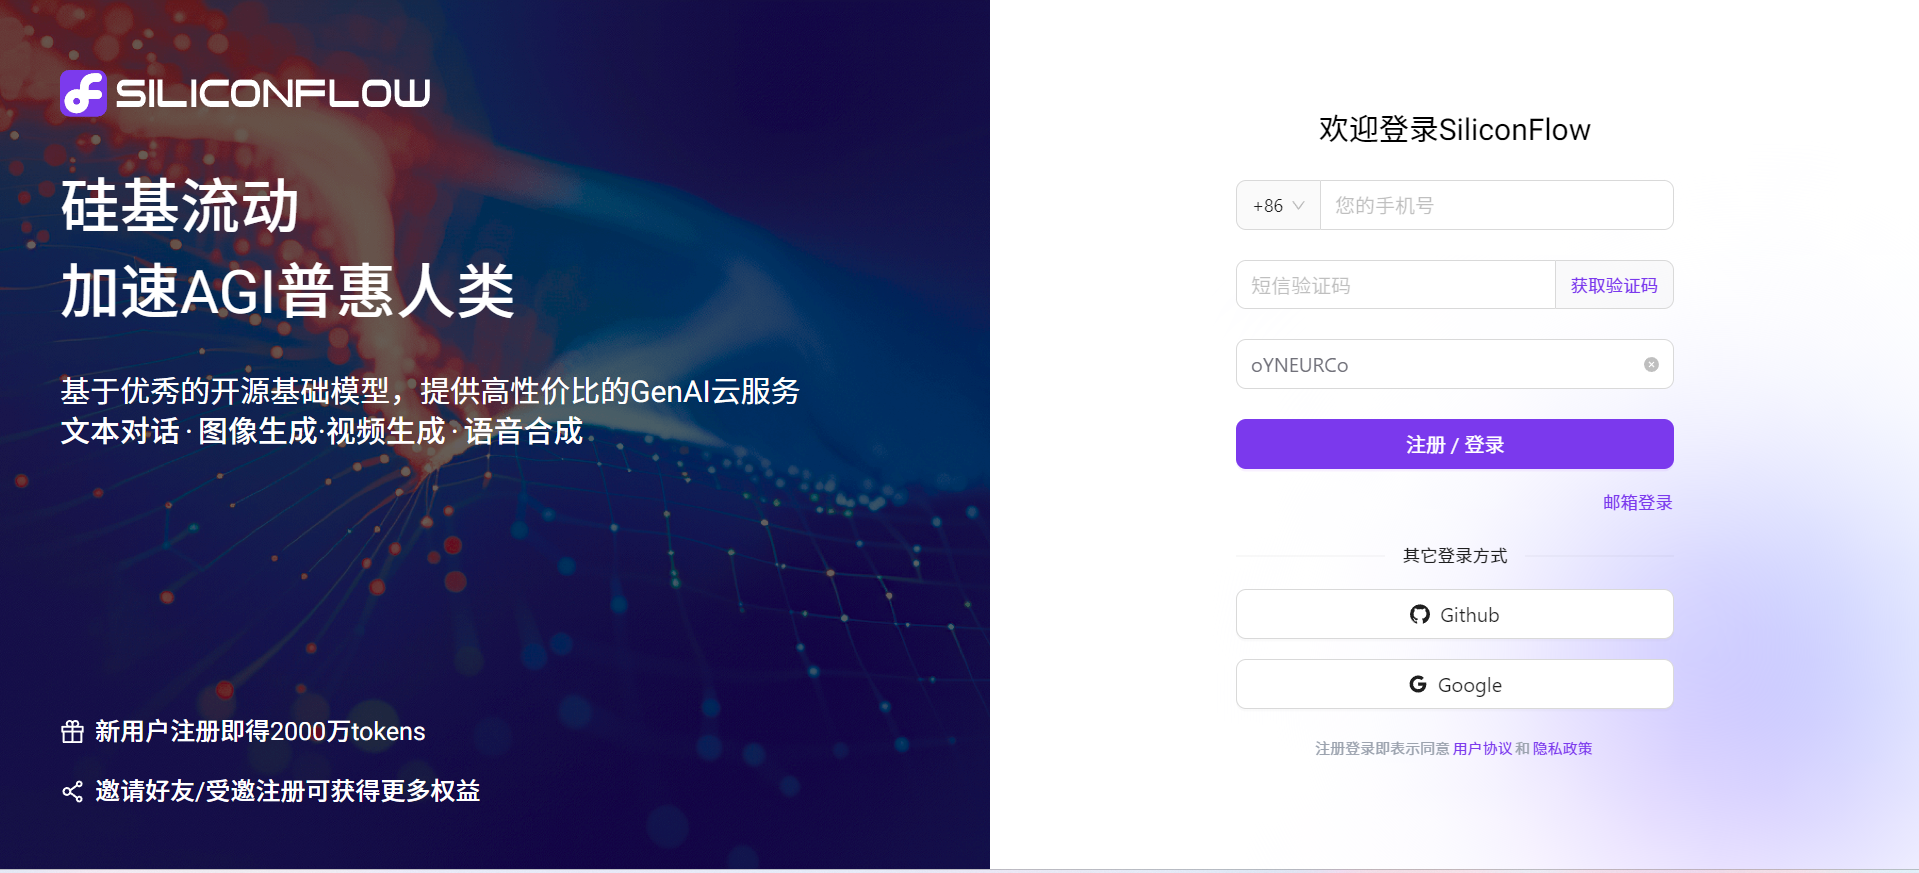 SILICONFLOW
硅基流动
加速AGI普惠人类
基于优秀的开源基础模型，提供高性价比的GenAI云服务
文本对话 · 图像生成·视频生成 · 语音合成
新用户注册即得2000万tokens
邀请好友/受邀注册可获得更多权益
欢迎登录SiliconFlow
+86 您的手机号
短信验证码 获取验证码
oYNEURCo
注册 / 登录
邮箱登录
其它登录方式
Github
Google
注册登录即表示同意 用户协议 和 隐私政策